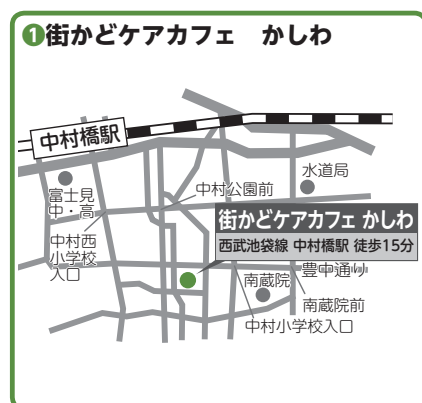 ❶街かどケアカフェ　かしわ
中村橋駅
水道局
富士見
中・高
中村公園前
街かどケアカフェ かしわ
西武池袋線 中村橋駅 徒歩15分
中村西
小学校
入口
豊中通り
南蔵院
南蔵院前
中村小学校入口